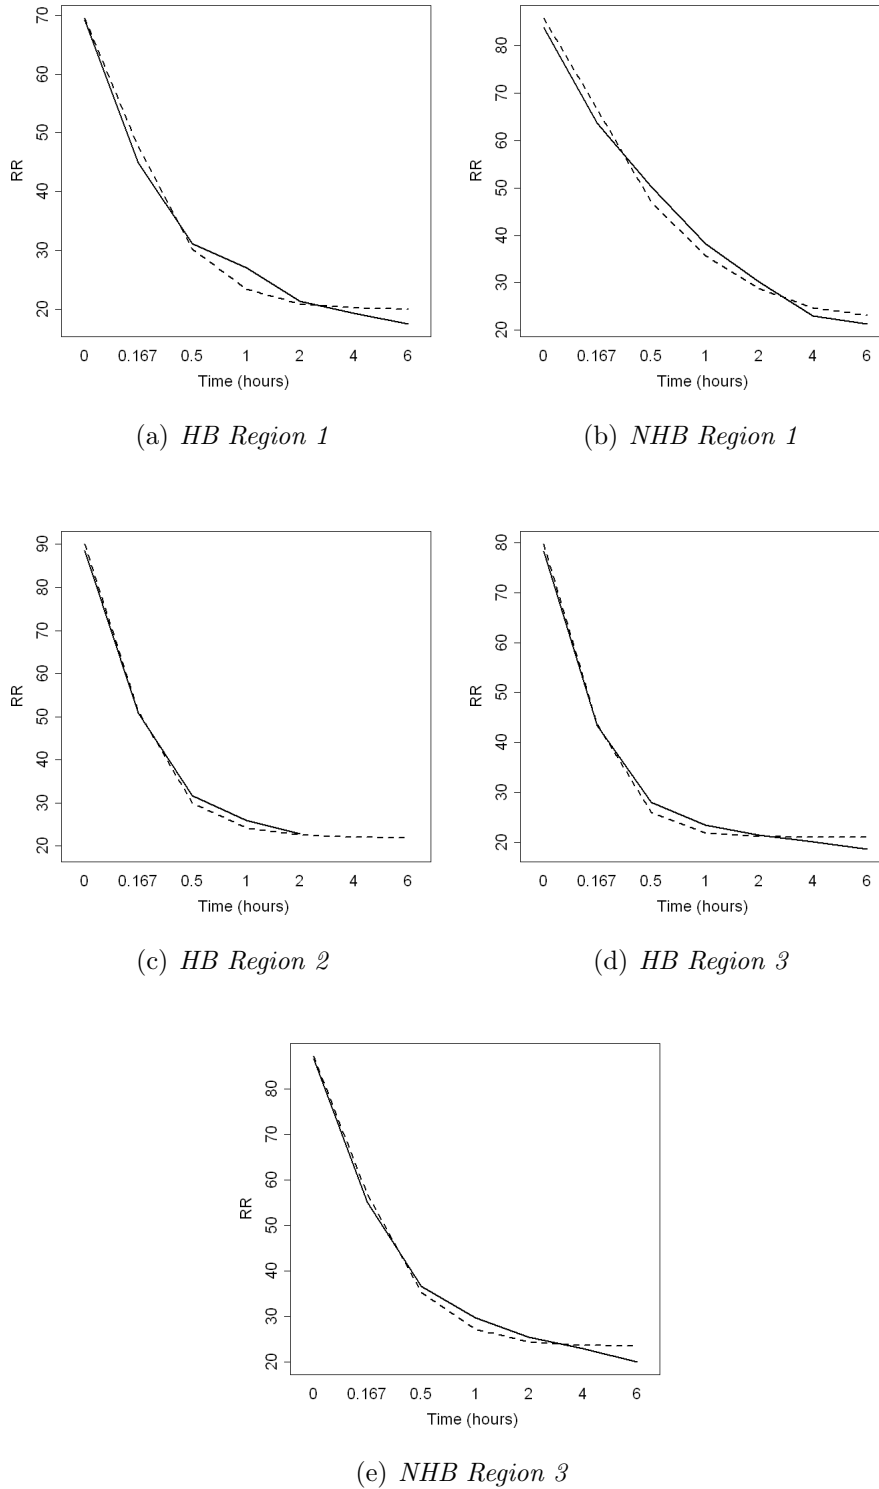 70
60
50
40
30
20
RR
0 0.167 0.5 1 2 4 6
Time (hours)
(a) HB Region 1
80
70
60
50
40
30
20
RR
0 0.167 0.5 1 2 4 6
Time (hours)
(b) NHB Region 1
90
80
70
60
50
40
30
20
RR
0 0.167 0.5 1 2 4 6
Time (hours)
(c) HB Region 2
80
70
60
50
40
30
20
RR
0 0.167 0.5 1 2 4 6
Time (hours)
(d) HB Region 3
80
70
60
50
40
30
20
RR
0 0.167 0.5 1 2 4 6
Time (hours)
(e) NHB Region 3